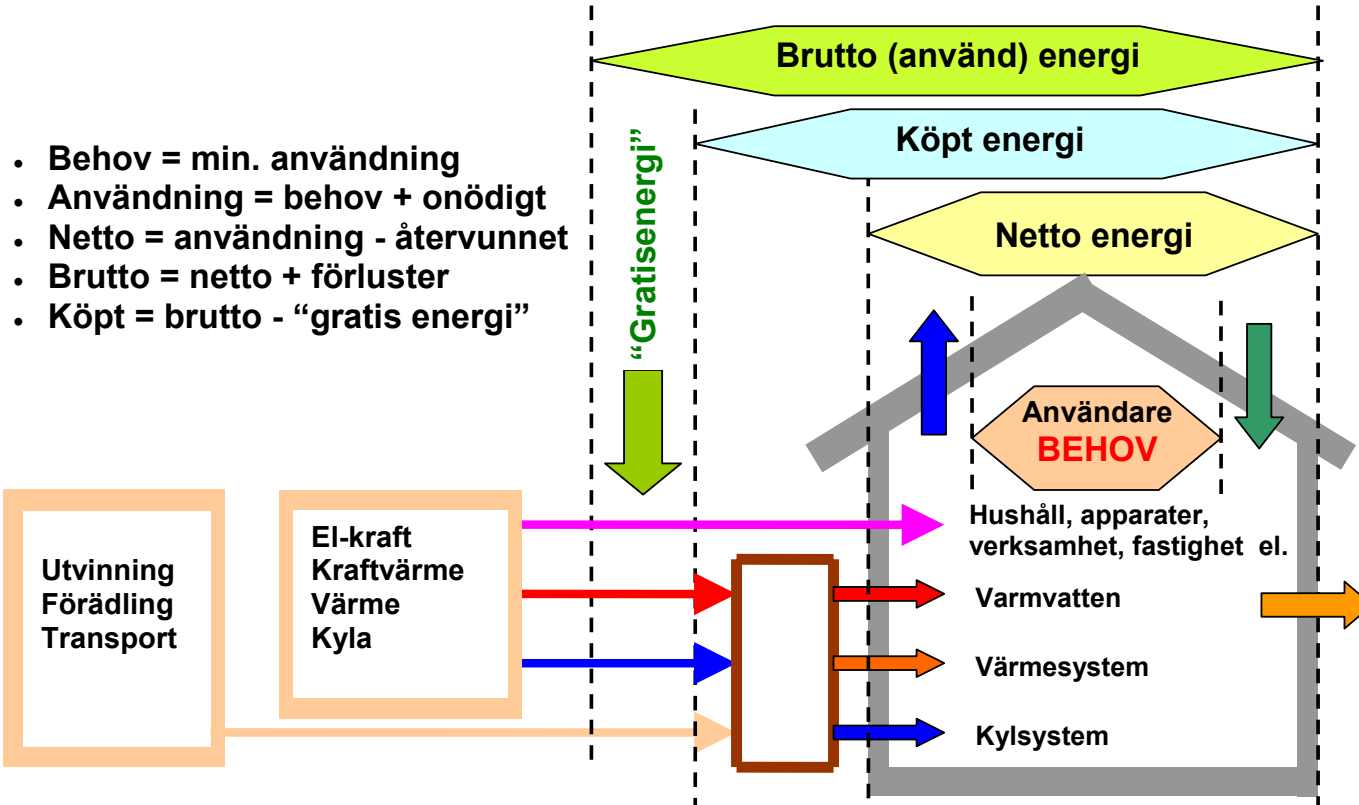 Brutto (använd) energi
Köpt energi
Netto energi
• Behov = min. användning
• Användning = behov + onödigt
• Netto = användning - återvunnet
• Brutto = netto + förluster
• Köpt = brutto - “gratis energi”
“Gratisenergi”
Användare
BEHOV
Utvinning
Förädling
Transport
El-kraft
Kraftvärme
Värme
Kyla
Hushåll, apparater,
verksamhet, fastighet el.
Varmvatten
Värmesystem
Kylsystem